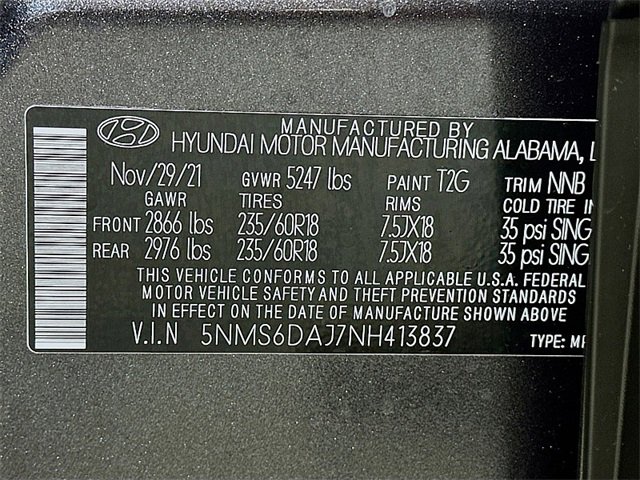 MANUFACTURED BY
HYUNDAI MOTOR MANUFACTURING ALABAMA,
Nov/29/21 GVWR 5247 lbs PAINT T2G TRIM NNB
GAWR TIRES RIMS COLD TIRE
FRONT 2866 lbs 235/60R18 7.5JX18 35 psi SING
REAR 2976 lbs 235/60R18 7.5JX18 35 psi SING
THIS VEHICLE CONFORMS TO ALL APPLICABLE U.S.A. FEDERAL
MOTOR VEHICLE SAFETY AND THEFT PREVENTION STANDARDS
IN EFFECT ON THE DATE OF MANUFACTURE SHOWN ABOVE.
V.I.N 5NMS6DAJ7NH413837 TYPE: